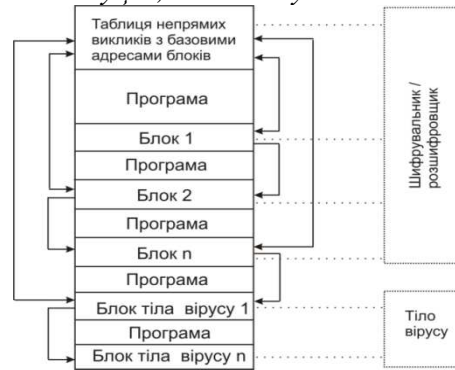 Таблиця непрямих
викликів з базовими
адресами блоків
Програма
Блок 1
Програма
Блок 2
Програма
Блок n
Програма
Блок тіла вірусу 1
Програма
Блок тіла вірусу n
Шифрувальник /
розшифровщик
Тіло
вірусу